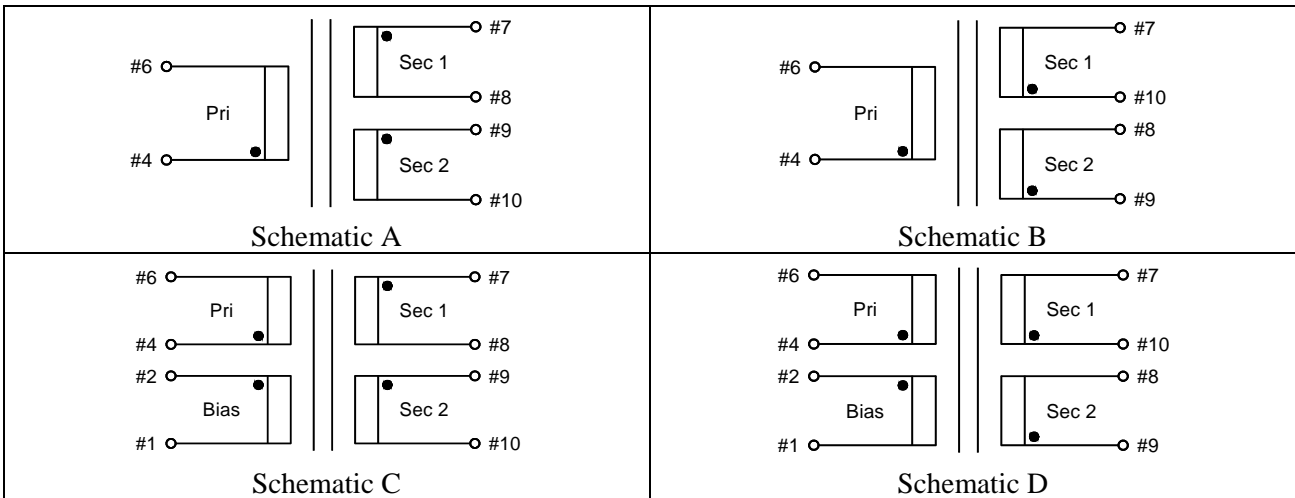 #6
Pri
#4
#7
Sec 1
#8
#9
Sec 2
#10
Schematic A
#6
Pri
#4
#7
Sec 1
#10
#8
Sec 2
#9
Schematic B
#6
Pri
#4
#2
Bias
#1
#7
Sec 1
#8
#9
Sec 2
#10
Schematic C
#6
Pri
#4
#2
Bias
#1
#7
Sec 1
#10
#8
Sec 2
#9
Schematic D